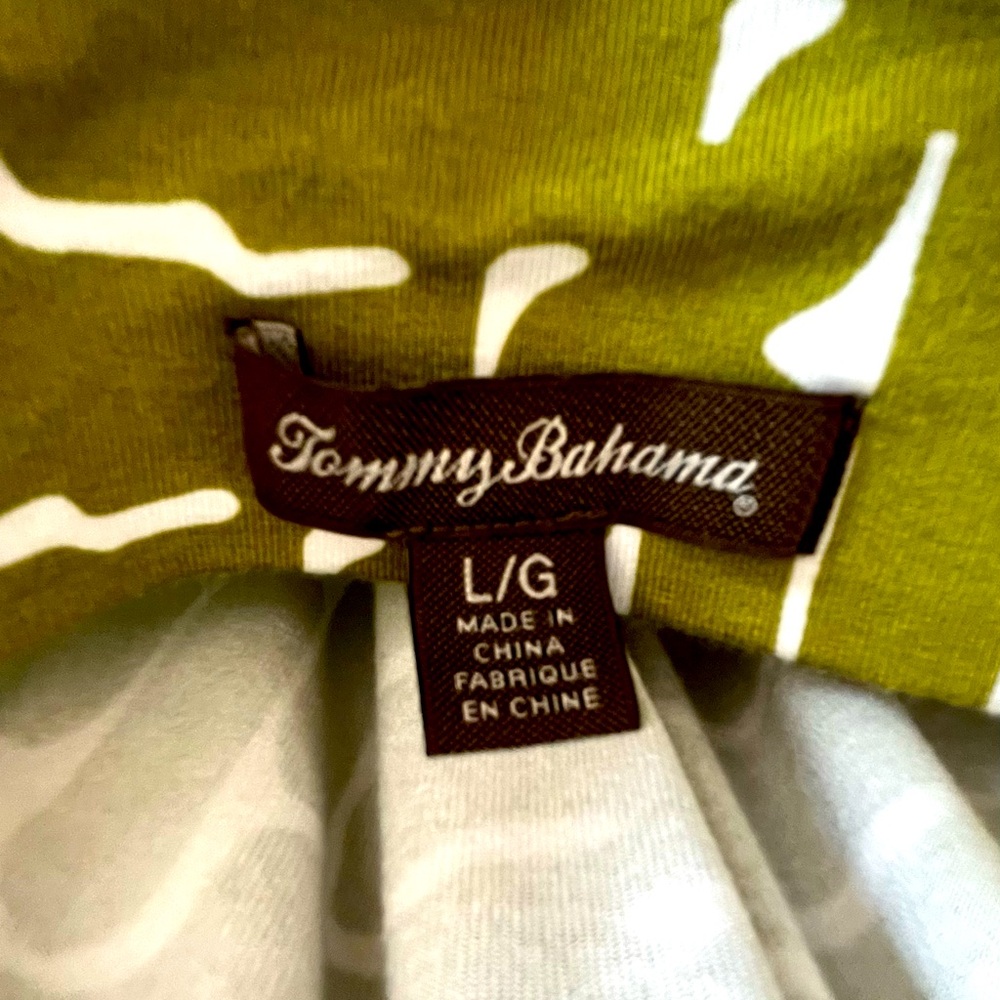 Tommy Bahama®
L/G
MADE IN
CHINA
FABRIQUE
EN CHINE